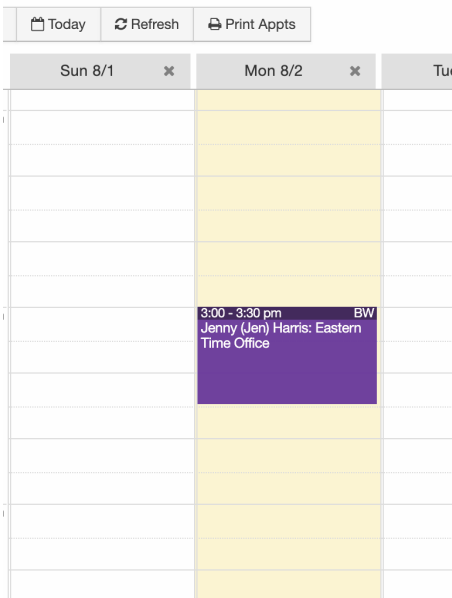 Today Refresh Print Appts
Sun 8/1 Mon 8/2
3:00 - 3:30 pm BW
Jenny (Jen) Harris: Eastern
Time Office